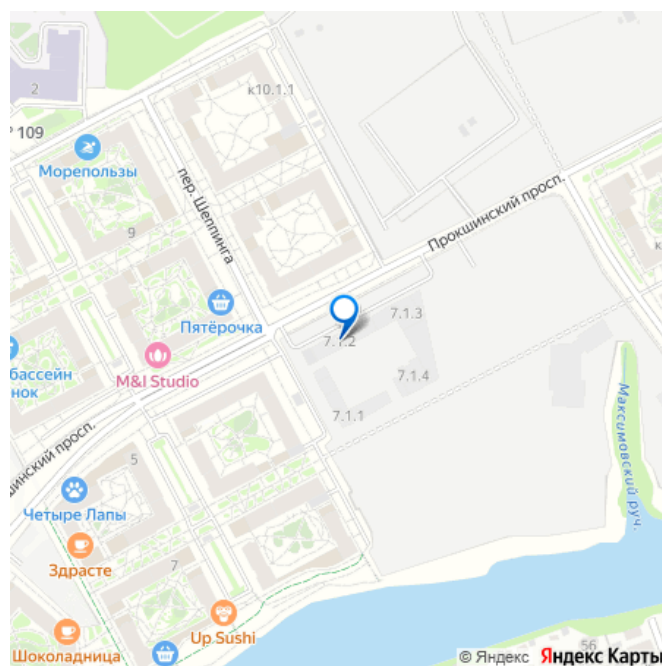 2
к10.1.1
109
Морепользы
пер. Шеппинга
9
Прокшинский просп.
Пятёрочка
7.1.2
7.1.3
7.1.4
7.1.1
M&I Studio
бассейн
нок
шинский просп.
5
Четыре Лапы
Здрасте
7
Up Sushi
Шоколадница
Максимовский руч.
56
© Яндекс Яндекс Карты